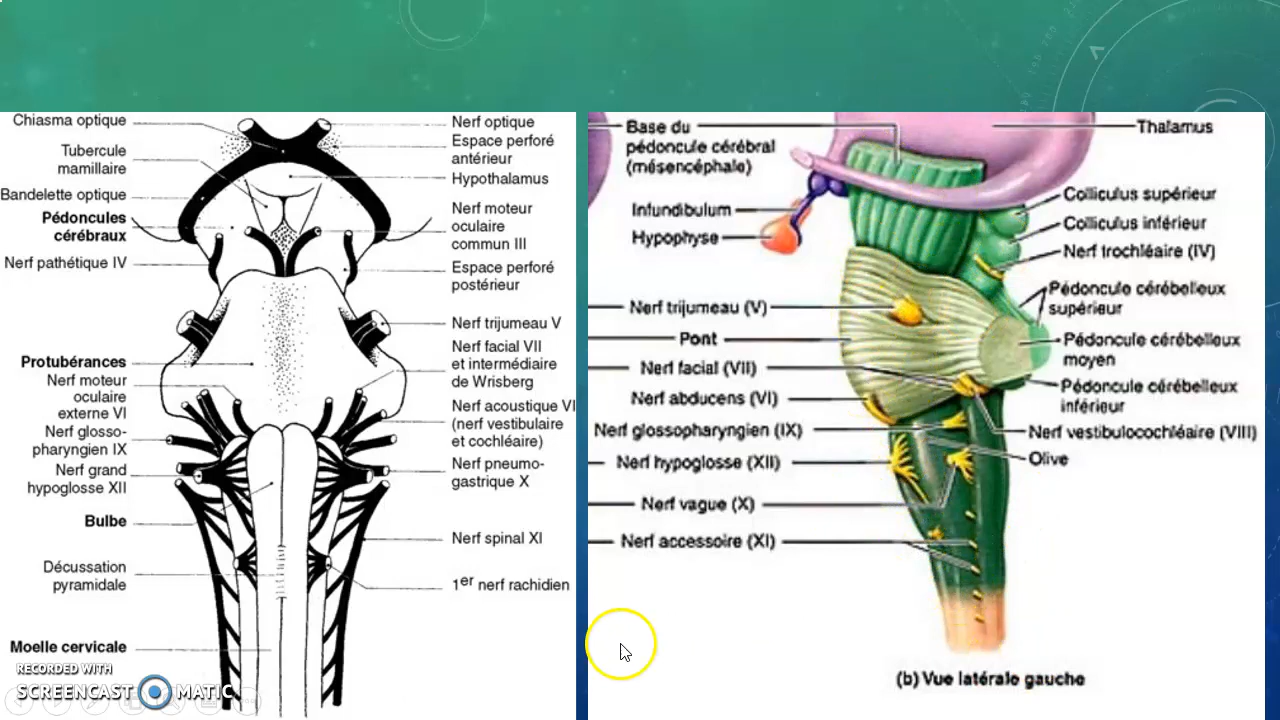 Chiasma optique
Tubercule
mamillaire
Bandelette optique
Pédoncules
cérébraux
Nerf pathétique IV
Protubérances
Nerf moteur
oculaire
externe VI
Nerf glosso-
pharyngien IX
Nerf grand
hypoglosse XII
Bulbe
Décussation
pyramidale
Moelle cervicale
Nerf optique
Espace perforé
antérieur
Hypothalamus
Nerf moteur
oculaire
commun III
Espace perforé
postérieur
Nerf trijumeau V
Nerf facial VII
et intermédiaire
de Wrisberg
Nerf acoustique VI
(nerf vestibulaire
et cochléaire)
Nerf pneumo-
gastrique X
Nerf spinal XI
1er nerf rachidien
RECORDED WITH
SCREENCAST MATIC
Base du
pédoncule cérébral
(mésencéphale)
Infundibulum
Hypophyse
Nerf trijumeau (V)
Pont
Nerf facial (VII)
Nerf abducens (VI)
Nerf glossopharyngien (IX)
Nerf hypoglosse (XII)
Nerf vague (X)
Nerf accessoire (XI)
Thalamus
Colliculus supérieur
Colliculus inférieur
Nerf trochléaire (IV)
Pédoncule cérébelleux
supérieur
Pédoncule cérébelleux
moyen
Pédoncule cérébelleux
inférieur
Nerf vestibulocochléaire (VIII)
Olive
(b) Vue latérale gauche